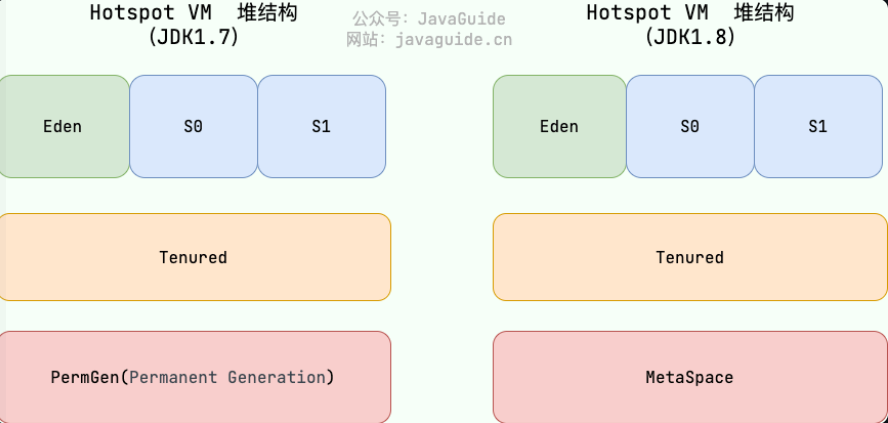 Hotspot VM 堆结构
(JDK1.7)
公众号：JavaGuide
网站：javaguide.cn
Hotspot VM 堆结构
(JDK1.8)
Eden
S0
S1
Eden
S0
S1
Tenured
Tenured
PermGen(Permanent Generation)
MetaSpace